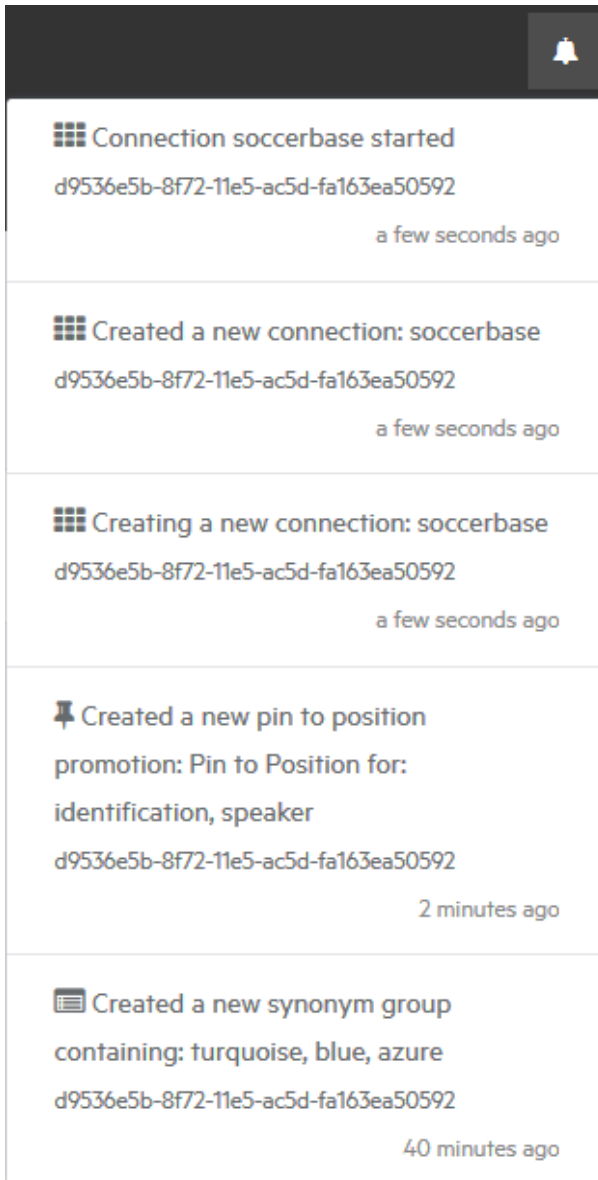 Connection soccerbase started
d9536e5b-8f72-11e5-ac5d-fa163ea50592
a few seconds ago
Created a new connection: soccerbase
d9536e5b-8f72-11e5-ac5d-fa163ea50592
a few seconds ago
Creating a new connection: soccerbase
d9536e5b-8f72-11e5-ac5d-fa163ea50592
a few seconds ago
Created a new pin to position
promotion: Pin to Position for:
identification, speaker
d9536e5b-8f72-11e5-ac5d-fa163ea50592
2 minutes ago
Created a new synonym group
containing: turquoise, blue, azure
d9536e5b-8f72-11e5-ac5d-fa163ea50592
40 minutes ago